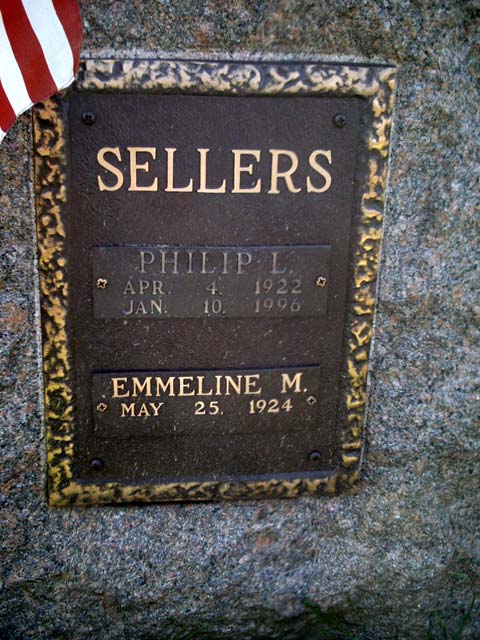 SELLERS
PHILIP L.
APR. 4. 1922
JAN. 10. 1996
EMMELINE M.
MAY 25. 1924